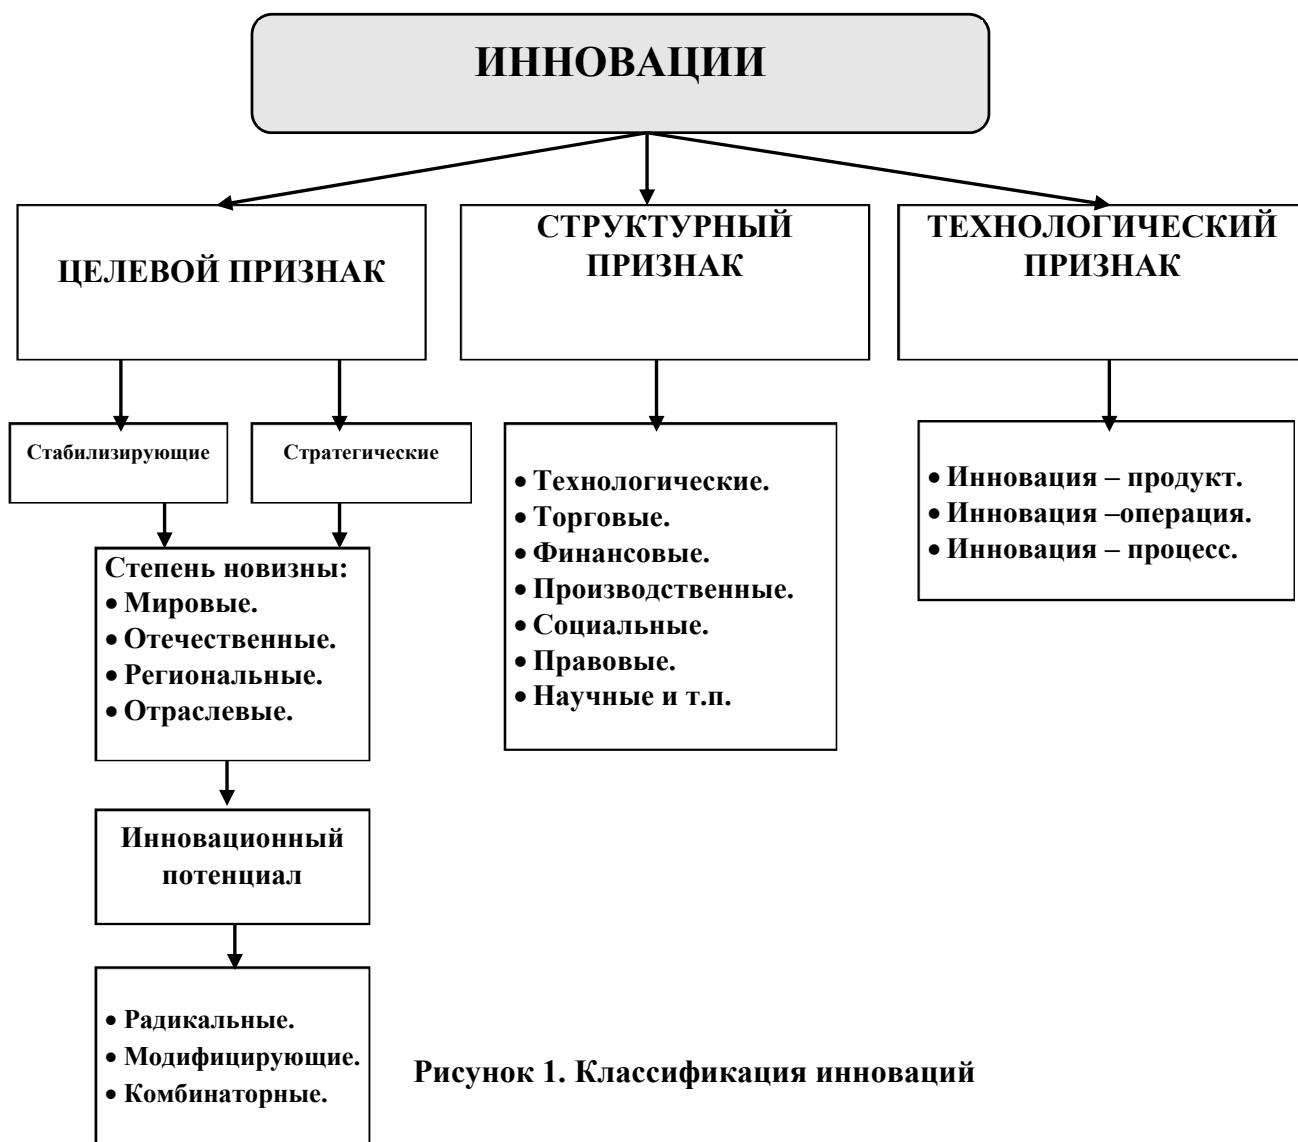 ИННОВАЦИИ
ЦЕЛЕВОЙ ПРИЗНАК
СТРУКТУРНЫЙ
ПРИЗНАК
ТЕХНОЛОГИЧЕСКИЙ
ПРИЗНАК
Стабилизирующие
Стратегические
Степень новизны:
• Мировые.
• Отечественные.
• Региональные.
• Отраслевые.
Инновационный
потенциал
• Радикальные.
• Модифицирующие.
• Комбинаторные.
• Технологические.
• Торговые.
• Финансовые.
• Производственные.
• Социальные.
• Правовые.
• Научные и т.п.
• Инновация – продукт.
• Инновация –операция.
• Инновация – процесс.
Рисунок 1. Классификация инноваций